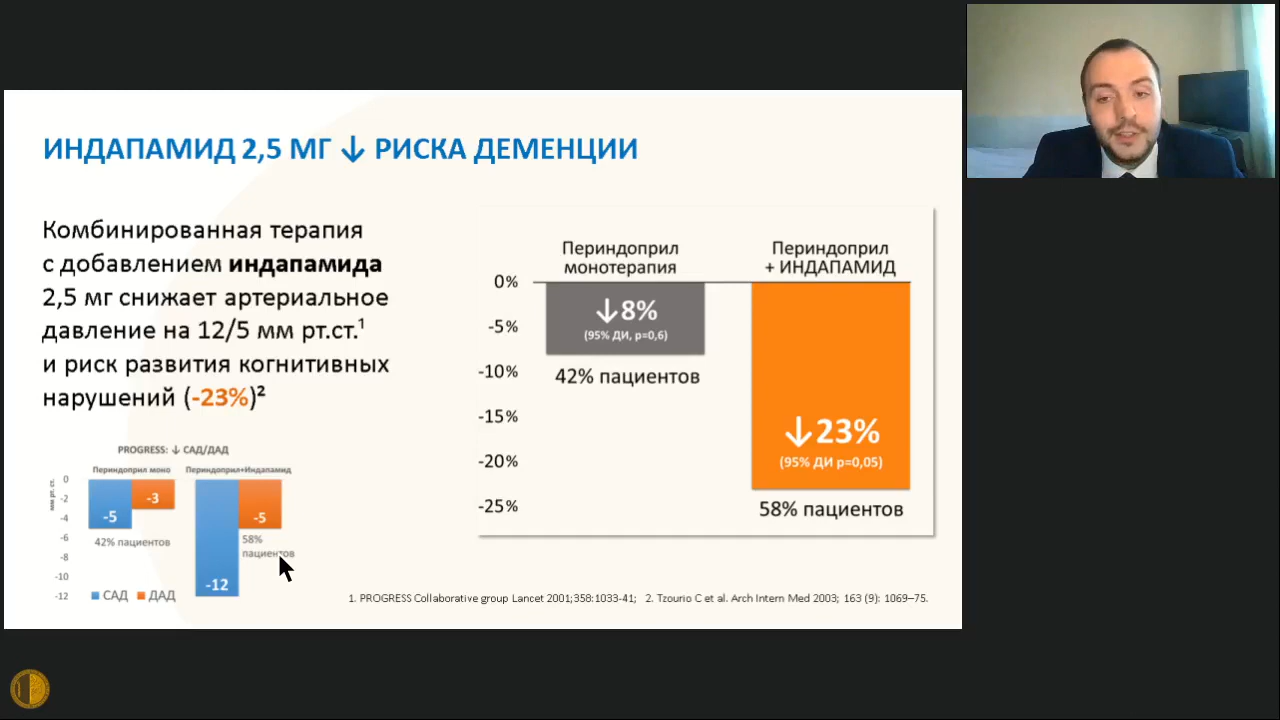 ИНДАПАМИД 2,5 МГ ↓ РИСКА ДЕМЕНЦИИ
Комбинированная терапия
с добавлением индапамида
2,5 мг снижает артериальное
давление на 12/5 мм рт.ст.¹
и риск развития когнитивных
нарушений (-23%)²
PROGRESS: ↓ САД/ДАД
Периндоприл моно Периндоприл+Индапамид
мм рт. ст.
0
-2
-4
-6
-8
-10
-12
-5
-3
42% пациентов
-12
-5
58%
пациентов
САД ДАД
Периндоприл
монотерапия
Периндоприл
+ ИНДАПАМИД
0%
-5%
-10%
-15%
-20%
-25%
↓8%
(95% ДИ, p=0,6)
42% пациентов
↓23%
(95% ДИ p=0,05)
58% пациентов
1. PROGRESS Collaborative group Lancet 2001;358:1033-41; 2. Tzourio C et al. Arch Intern Med 2003; 163 (9): 1069–75.